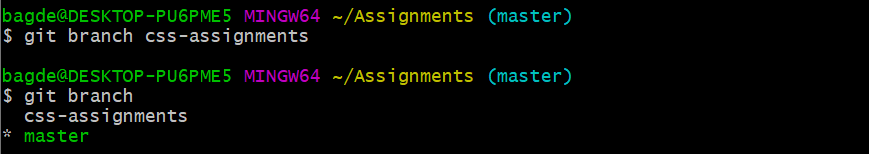 bagde@DESKTOP-PU6PME5 MINGW64 ~/Assignments (master)
$ git branch css-assignments
bagde@DESKTOP-PU6PME5 MINGW64 ~/Assignments (master)
$ git branch
css-assignments
* master